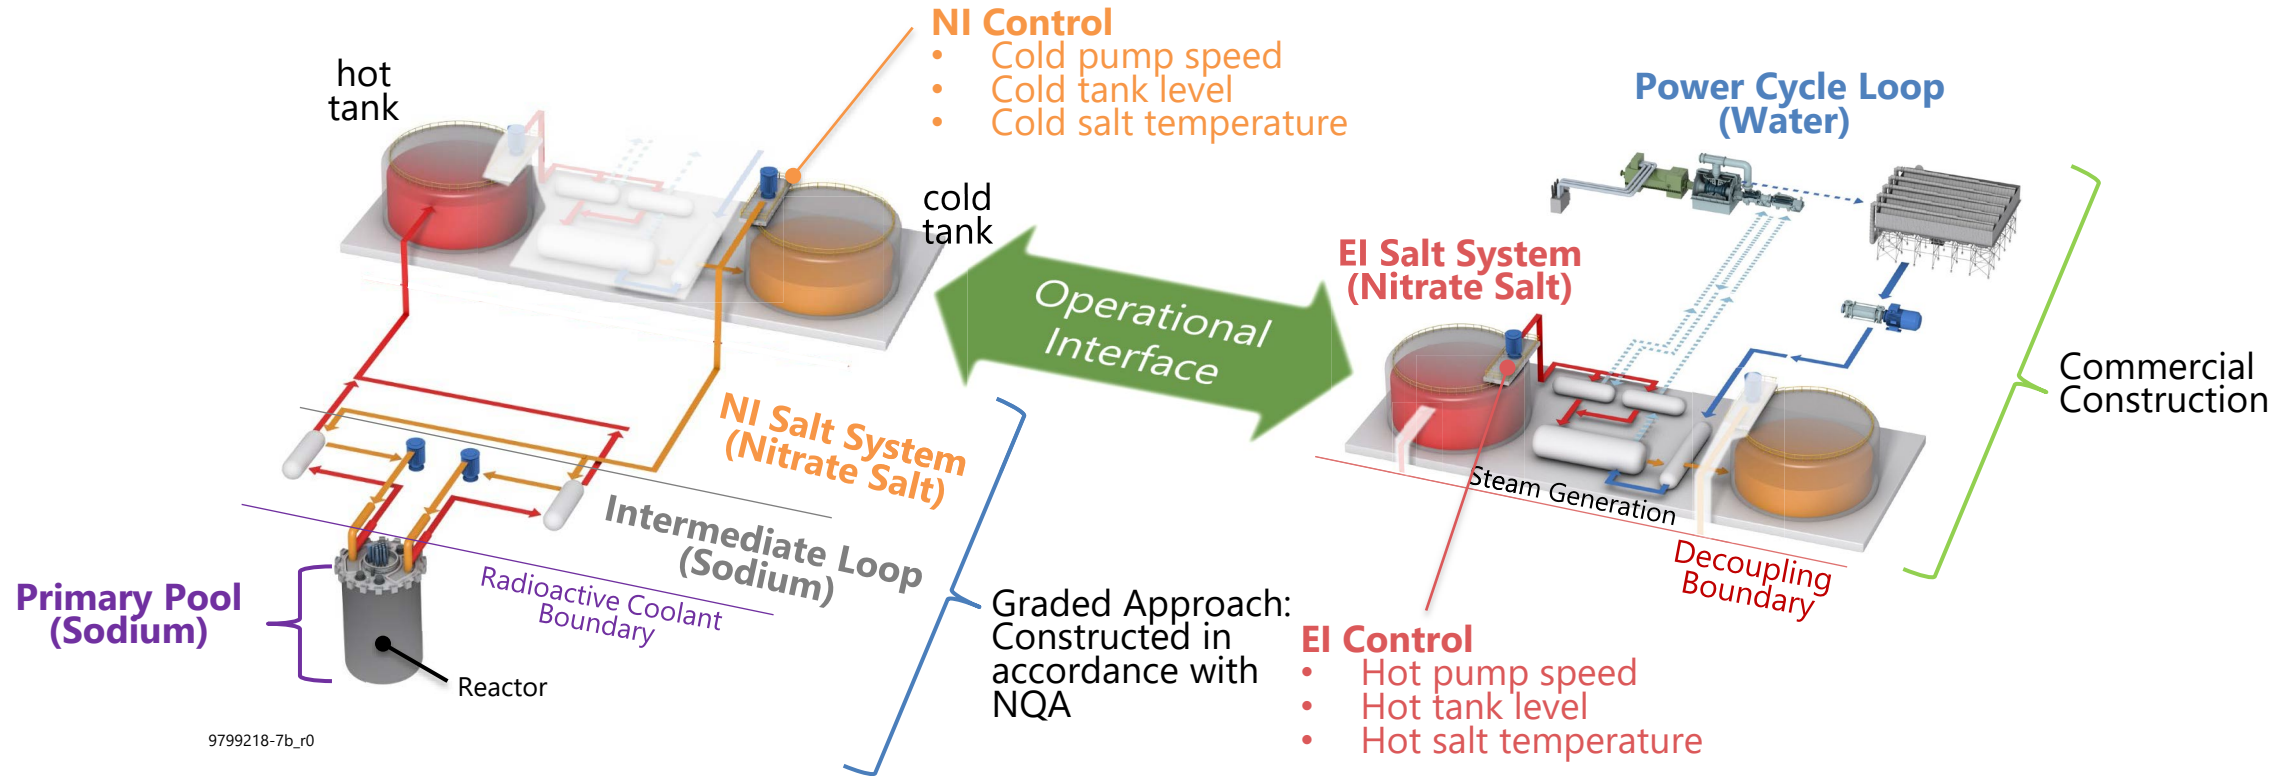 NI Control
• Cold pump speed
• Cold tank level
• Cold salt temperature
hot
tank
cold
tank
Power Cycle Loop
(Water)
EI Salt System
(Nitrate Salt)
Operational
Interface
Commercial
Construction
NI Salt System
(Nitrate Salt)
Intermediate Loop
(Sodium)
Steam Generation
Decoupling
Boundary
Radioactive Coolant
Boundary
Primary Pool
(Sodium)
Reactor
Graded Approach:
Constructed in
accordance with
NQA
EI Control
• Hot pump speed
• Hot tank level
• Hot salt temperature
9799218-7b_r0